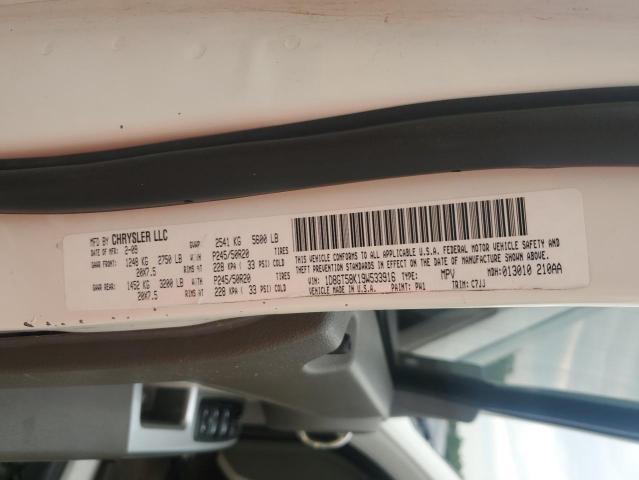 MFD BY CHRYSLER LLC
DATE OF MFR: 2-09 GVWR 2541 KG 5600 LB
GAWR FRONT: 1248 KG 2750 LB W/H P245/50R20 TIRES
20X7.5 RIMS AT 228 KPA ( 33 PSI) COLD
GAWR REAR: 1452 KG 3200 LB W/H P245/50R20 TIRES
20X7.5 RIMS AT 228 KPA ( 33 PSI) COLD
THIS VEHICLE CONFORMS TO ALL APPLICABLE U.S.A. FEDERAL MOTOR VEHICLE SAFETY AND
THEFT PREVENTION STANDARDS IN EFFECT ON THE DATE OF MANUFACTURE SHOWN ABOVE.
VIN: 1D8GT58K19W533916 TYPE: MPV MDH: 013010 210AA
VEHICLE MADE IN U.S.A. PAINT: PW1 TRIM: C7JJ